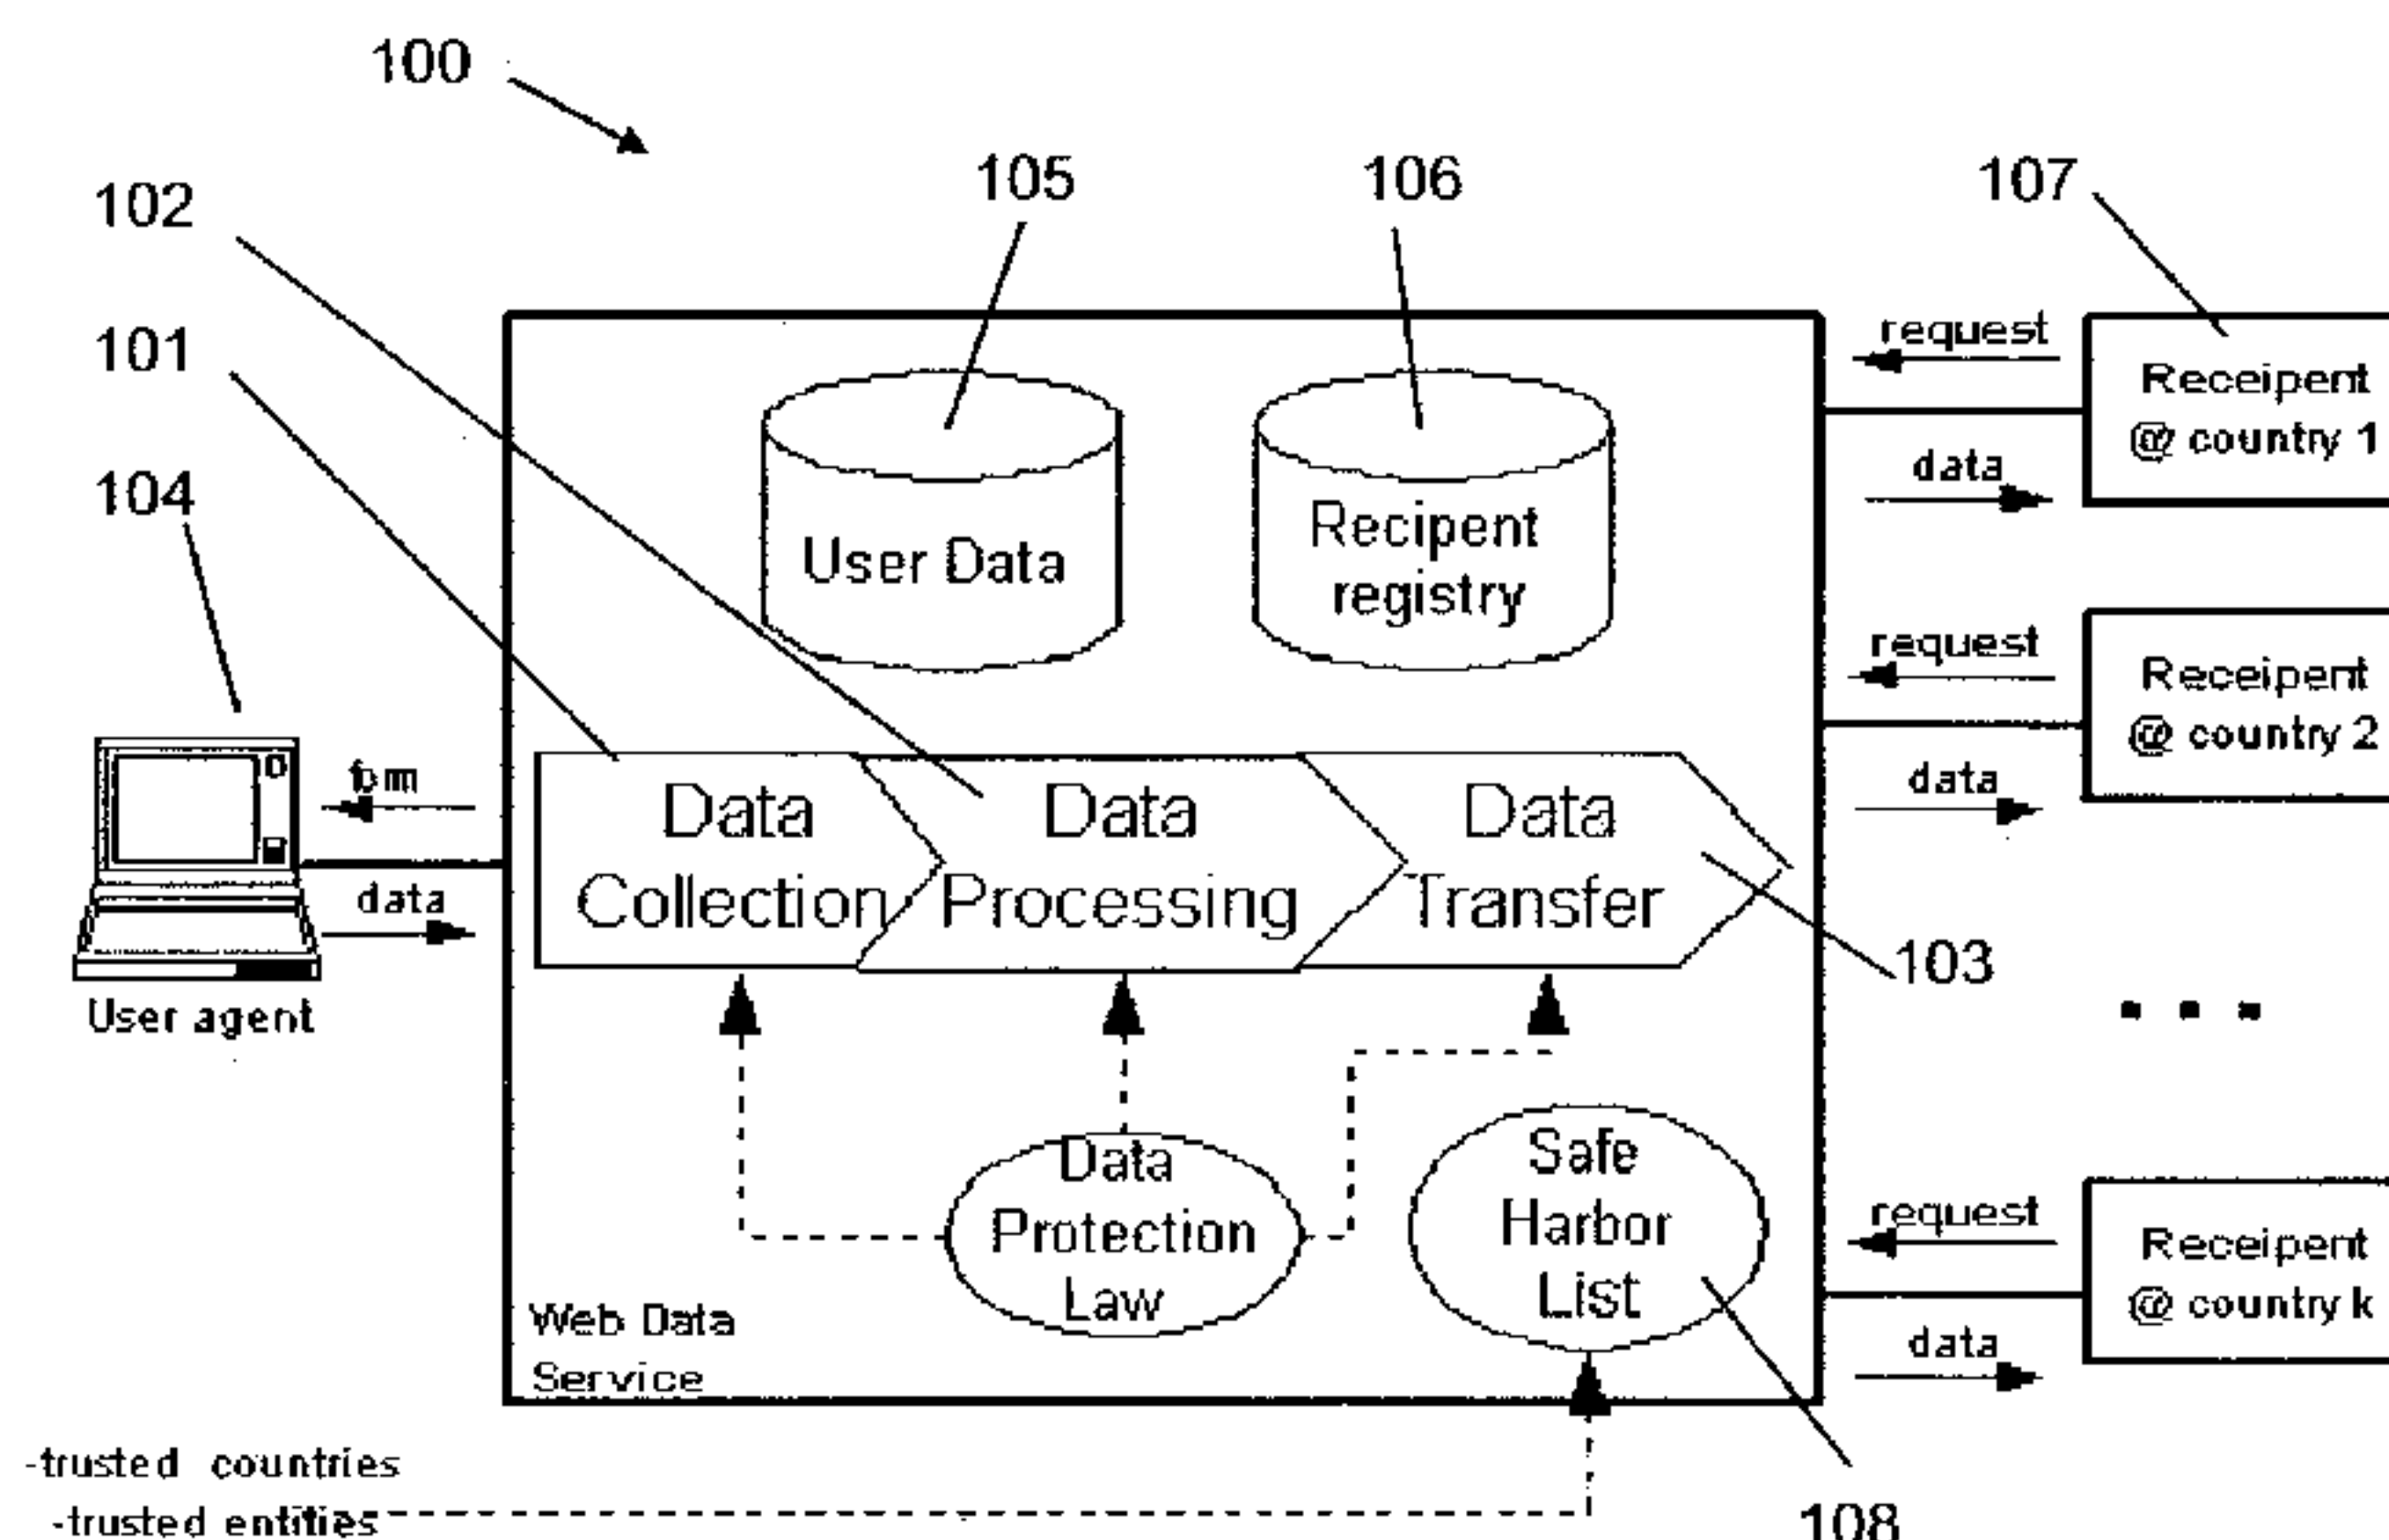 100
102
105
106
107
101
104
request
Receipent
@ country 1
data
User Data
Recipent
registry
request
Receipent
@ country 2
data
form
data
User agent
Data
Collection
Data
Processing
Data
Transfer
103
Data
Protection
Law
Safe
Harbor
List
Web Data
Service
request
Receipent
@ country k
data
-trusted countries
-trusted entities
108